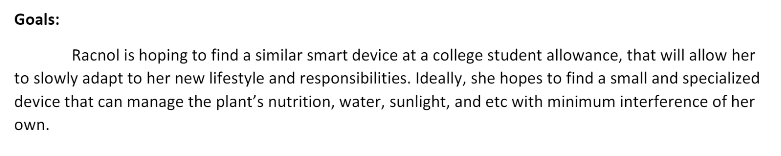 Goals:
Racnol is hoping to find a similar smart device at a college student allowance, that will allow her
to slowly adapt to her new lifestyle and responsibilities. Ideally, she hopes to find a small and specialized
device that can manage the plant’s nutrition, water, sunlight, and etc with minimum interference of her
own.